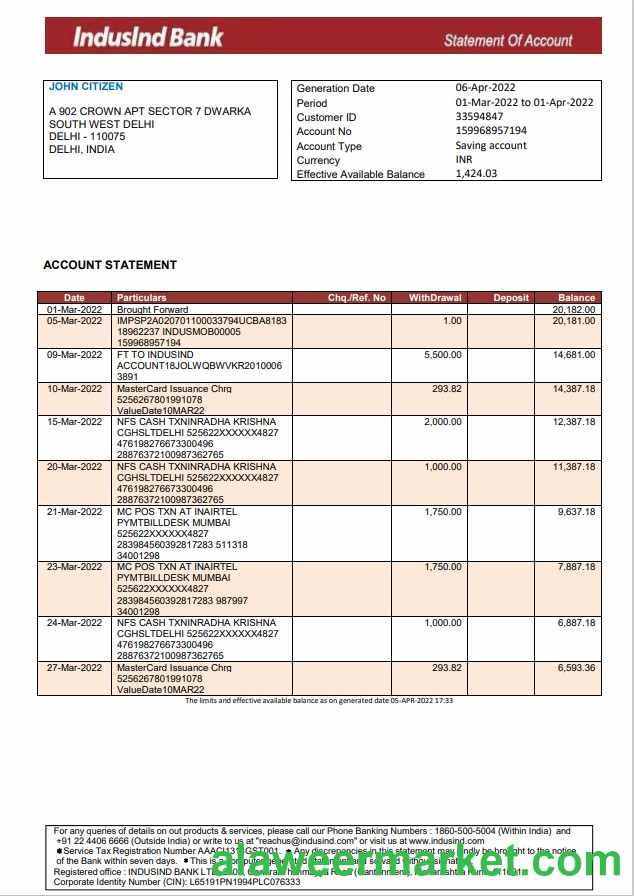 IndusInd Bank
Statement Of Account
JOHN CITIZEN
A 902 CROWN APT SECTOR 7 DWARKA
SOUTH WEST DELHI
DELHI - 110075
DELHI, INDIA
Generation Date 06-Apr-2022
Period 01-Mar-2022 to 01-Apr-2022
Customer ID 33594847
Account No 159968957194
Account Type Saving account
Currency INR
Effective Available Balance 1,424.03
ACCOUNT STATEMENT
Date Particulars Chq./Ref. No WithDrawal Deposit Balance
01-Mar-2022 Brought Forward 20,182.00
05-Mar-2022 IMPSP2A020701100033794UCBA8183 1.00 20,181.00
18962237 INDUSMOB00005
159968957194
09-Mar-2022 FT TO INDUSIND 5,500.00 14,681.00
ACCOUNT18JOLWQBWVKR2010006
3891
10-Mar-2022 MasterCard Issuance Chrg 293.82 14,387.18
5256267801991078
ValueDate10MAR22
15-Mar-2022 NFS CASH TXNINRADHA KRISHNA 2,000.00 12,387.18
CGHSLTDELHI 525622XXXXXX4827
476198276673300496
28876372100987362765
20-Mar-2022 NFS CASH TXNINRADHA KRISHNA 1,000.00 11,387.18
CGHSLTDELHI 525622XXXXXX4827
476198276673300496
28876372100987362765
21-Mar-2022 MC POS TXN AT INAIRTEL 1,750.00 9,637.18
PYMTBILLDESK MUMBAI
525622XXXXXX4827
283984560392817283 511318
34001298
23-Mar-2022 MC POS TXN AT INAIRTEL 1,750.00 7,887.18
PYMTBILLDESK MUMBAI
525622XXXXXX4827
283984560392817283 987997
34001298
24-Mar-2022 NFS CASH TXNINRADHA KRISHNA 1,000.00 6,887.18
CGHSLTDELHI 525622XXXXXX4827
476198276673300496
28876372100987362765
27-Mar-2022 MasterCard Issuance Chrg 293.82 6,593.36
5256267801991078
ValueDate10MAR22
The limits and effective available balance as on generated date 05-APR-2022 17:33
For any queries of details on out products & services, please call our Phone Banking Numbers : 1860-500-5004 (Within India) and
+91 22 4406 6666 (Outside India) or write to us at "reachus@indusind.com" or visit us at www.indusind.com
Service Tax Registration Number Any discrepancies in this statement may kindly be brought to the notice
of the Bank within seven days. This is a
Registered office : INDUSIND BANK
Corporate Identity Number (CIN): L65191PN1994PLC076333
alaweermarket.com